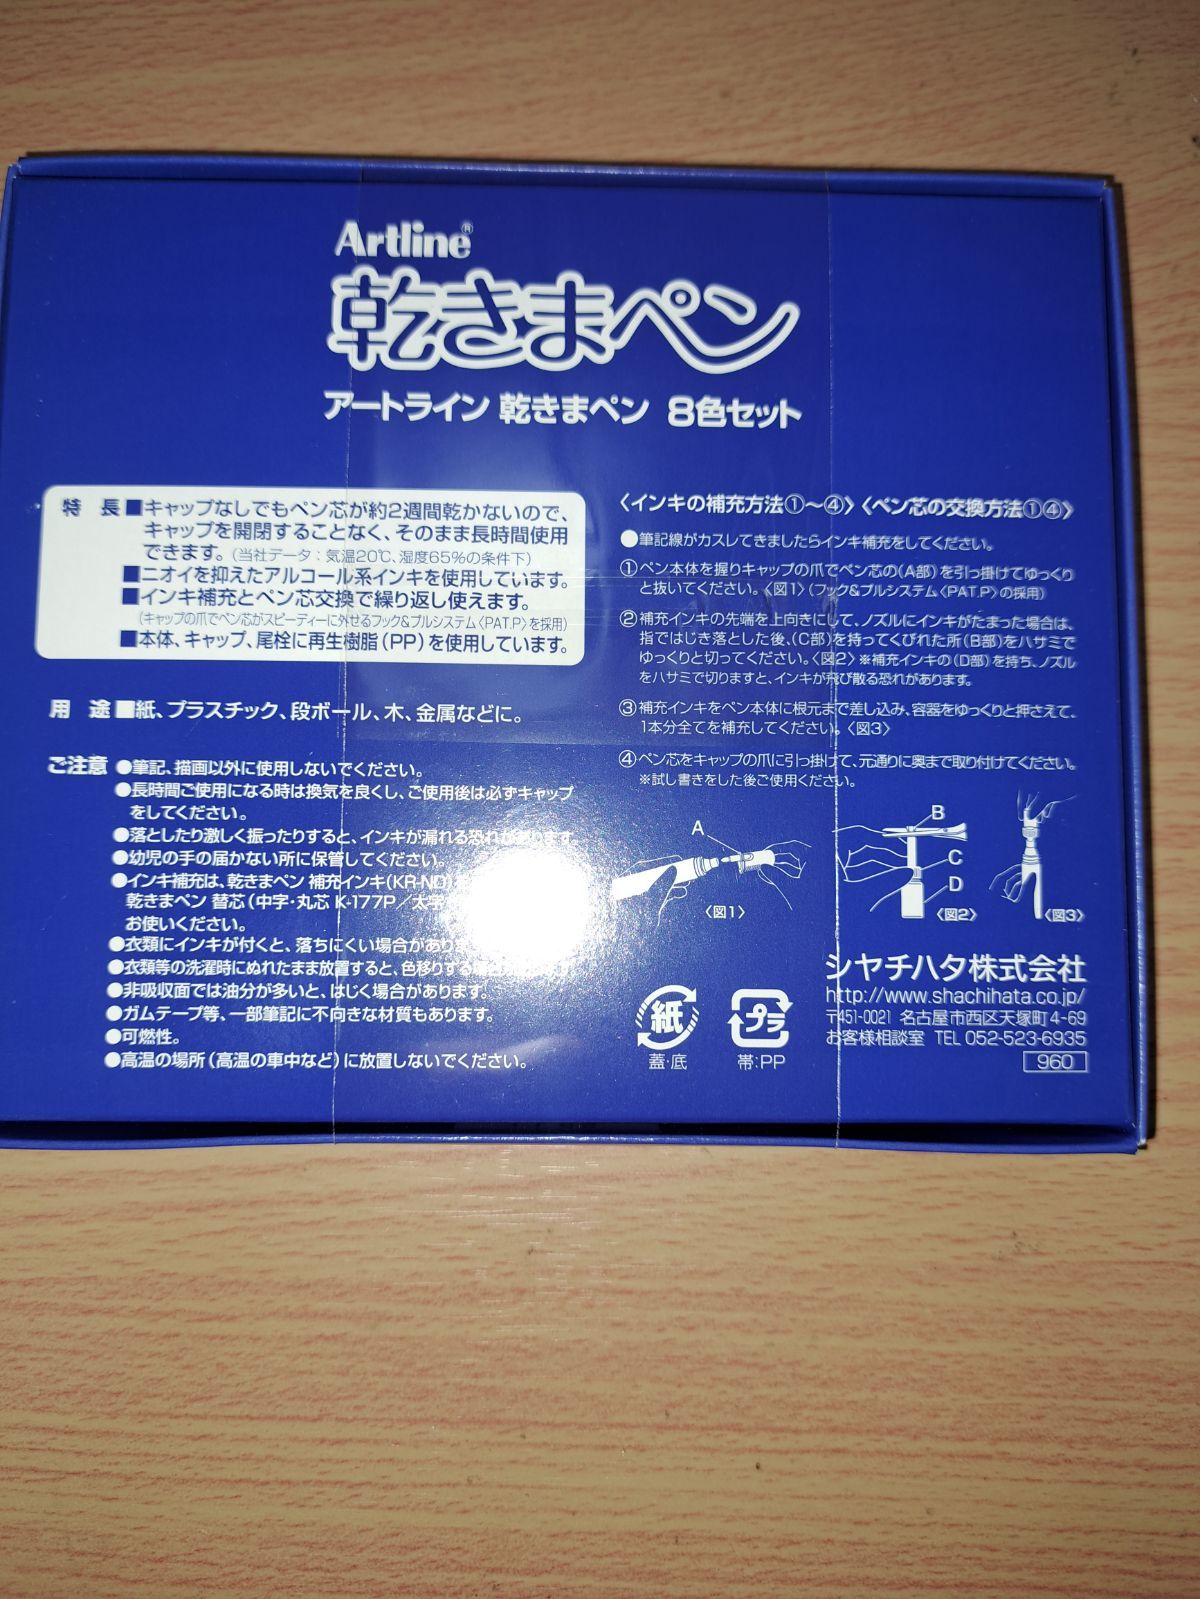 Artline®
乾きまペン
アートライン 乾きまペン 8色セット
特 長 ■キャップなしでもペン芯が約2週間乾かないので、
キャップを開閉することなく、そのまま長時間使用
できます。(当社データ:気温20℃、湿度65%の条件下)
■ニオイを抑えたアルコール系インキを使用しています。
■インキ補充とペン芯交換で繰り返し使えます。
(キャップの爪でペン芯がスピーディーに外せるフック&プルシステム〈PAT.P〉を採用)
■本体、キャップ、尾栓に再生樹脂(PP)を使用しています。
用 途 ■紙、プラスチック、段ボール、木、金属などに。
ご注意 ●筆記、描画以外に使用しないでください。
●長時間ご使用になる時は換気を良くし、ご使用後は必ずキャップ
をしてください。
●落としたり激しく振ったりすると、インキが漏れる恐れがあります。
●幼児の手の届かない所に保管してください。
●インキ補充は、乾きまペン 補充インキ(KR-ND)
乾きまペン 替芯(中字・丸芯 K-177P/太字
お使いください。
●衣類にインキが付くと、落ちにくい場合があり
●衣類等の洗濯時にぬれたまま放置すると、色移りする
●非吸収面では油分が多いと、はじく場合があります。
●ガムテープ等、一部筆記に不向きな材質もあります。
●可燃性。
●高温の場所(高温の車中など)に放置しないでください。
〈インキの補充方法①〜④〉〈ペン芯の交換方法①④〉
●筆記線がカスレてきましたらインキ補充をしてください。
①ペン本体を握りキャップの爪でペン芯の(A部)を引っ掛けてゆっくり
と抜いてください。〈図1〉(フック&プルシステム〈PAT.P〉の採用)
②補充インキの先端を上向きにして、ノズルにインキがたまった場合は、
指ではじき落とした後、(C部)を持ってくびれた所(B部)をハサミで
ゆっくりと切ってください。〈図2〉※補充インキの(D部)を持ち、ノズル
をハサミで切りますと、インキが飛び散る恐れがあります。
③補充インキをペン本体に根元まで差し込み、容器をゆっくりと押さえて、
1本分全てを補充してください。〈図3〉
④ペン芯をキャップの爪に引っ掛けて、元通りに奥まで取り付けてください。
※試し書きをした後ご使用ください。
A
〈図1〉
B
C
D
〈図2〉
〈図3〉
紙
蓋・底
プラ
帯:PP
シヤチハタ株式会社
http://www.shachihata.co.jp/
〒451-0021 名古屋市西区天塚町4-69
お客様相談室 TEL 052-523-6935
960